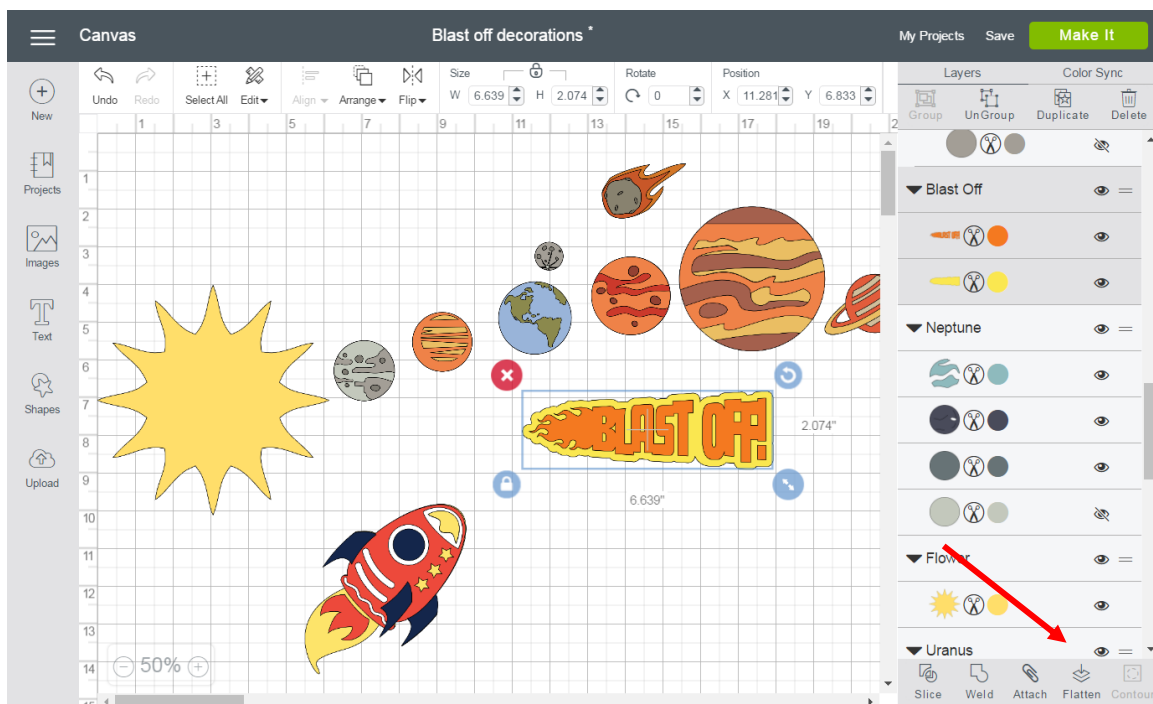 Canvas
Blast off decorations *
My Projects Save Make It
New
Projects
Images
Text
Shapes
Upload
Undo Redo Select All Edit Align Arrange Flip
Size
W 6.639 H 2.074
Rotate
0
Position
X 11.281 Y 6.833
Layers Color Sync
Group UnGroup Duplicate Delete
1 3 5 7 9 11 13 15 17 19 2
1
2
3
4
5
6
7
8
9
10
11
12
13
14
15
BLAST OFF!
2.074"
6.639"
50%
Blast Off
BLAST OFF
Neptune
Flower
Uranus
Slice Weld Attach Flatten Contour